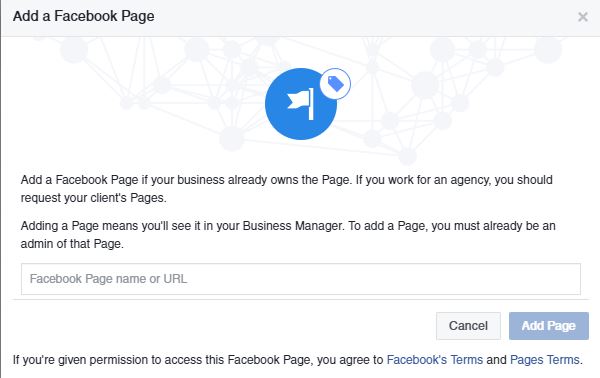 Add a Facebook Page
Add a Facebook Page if your business already owns the Page. If you work for an agency, you should
request your client's Pages.
Adding a Page means you'll see it in your Business Manager. To add a Page, you must already be an
admin of that Page.
Facebook Page name or URL
Cancel Add Page
If you're given permission to access this Facebook Page, you agree to Facebook's Terms and Pages Terms.